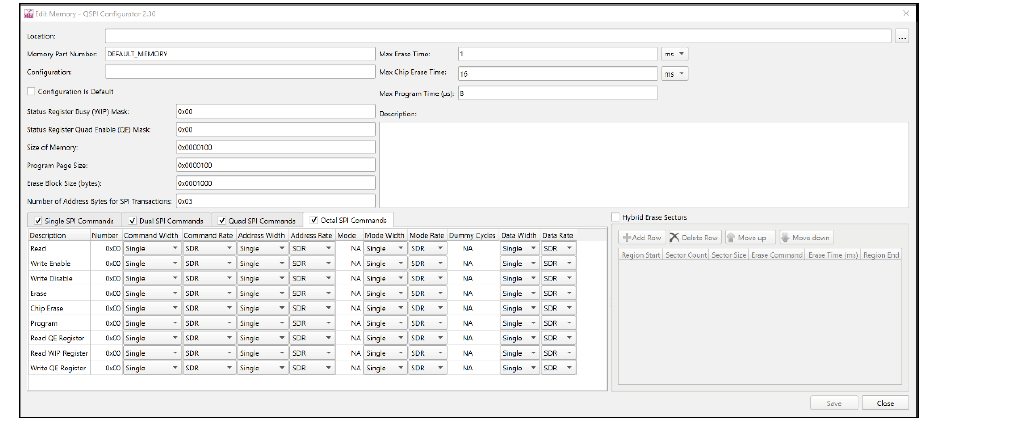 Edit Memory - QSPI Configurator 2.30
Location:
...
Memory Part Number: DEFAULT_MEMORY Max Erase Time: 1 ms
Configuration: Max Chip Erase Time: 16 ms
Configuration Is Default Max Program Time (µs): 8
Status Register Busy (WIP) Mask: 0x00 Description:
Status Register Quad Enable (QE) Mask: 0x00
Size of Memory: 0x0000100
Program Page Size: 0x0000100
Erase Block Size (bytes): 0x0001000
Number of Address Bytes for SPI Transactions: 0x03
Single SPI Commands Dual SPI Commands Quad SPI Commands Octal SPI Commands
Description Number Command Width Command Rate Address Width Address Rate Mode Mode Width Mode Rate Dummy Cycles Data Width Data Rate
Read 0x00 Single SDR Single SDR NA Single SDR NA Single SDR
Write Enable 0x00 Single SDR Single SDR NA Single SDR NA Single SDR
Write Disable 0x00 Single SDR Single SDR NA Single SDR NA Single SDR
Erase 0x00 Single SDR Single SDR NA Single SDR NA Single SDR
Chip Erase 0x00 Single SDR Single SDR NA Single SDR NA Single SDR
Program 0x00 Single SDR Single SDR NA Single SDR NA Single SDR
Read QE Register 0x00 Single SDR Single SDR NA Single SDR NA Single SDR
Read WIP Register 0x00 Single SDR Single SDR NA Single SDR NA Single SDR
Write QE Register 0x00 Single SDR Single SDR NA Single SDR NA Single SDR
Hybrid Erase Sectors
Add Row Delete Row Move up Move down
Region Start Sector Count Sector Size Erase Command Erase Time (ms) Region End
Save Close